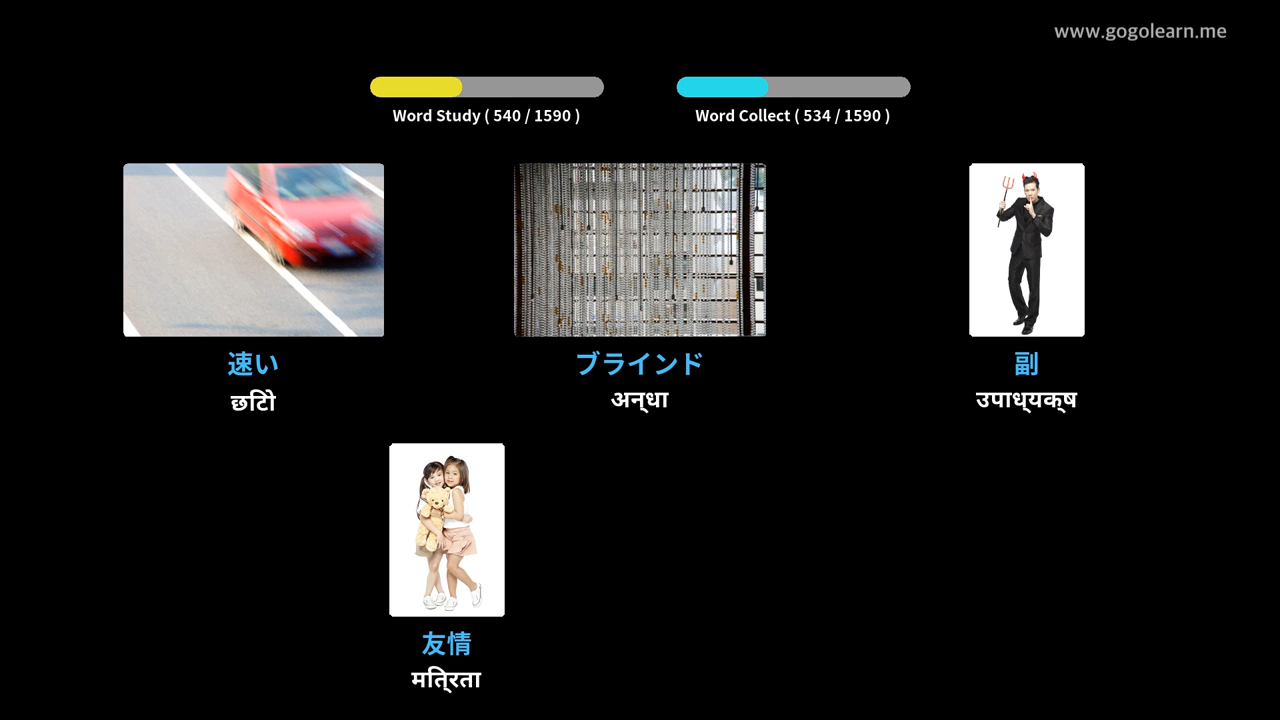 www.gogolearn.me
Word Study ( 540 / 1590 )
Word Collect ( 534 / 1590 )
速い
छिटो
ブラインド
अन्धा
副
उपाध्यक्ष
友情
मित्रता